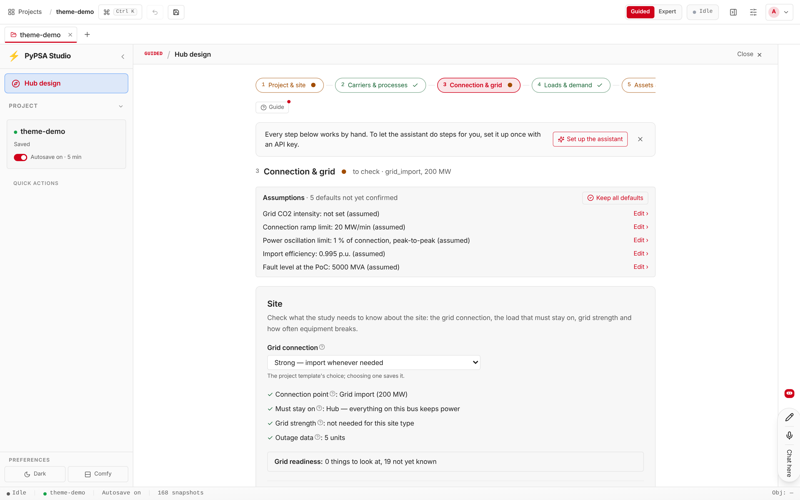 Projects / theme-demo ⌘ Ctrl K
Guided Expert Idle A
theme-demo × +
⚡ PyPSA Studio
Hub design
PROJECT
theme-demo
Saved
Autosave on · 5 min
QUICK ACTIONS
PREFERENCES
Dark Comfy
GUIDED / Hub design Close ×
1 Project & site 2 Carriers & processes ✓ 3 Connection & grid 4 Loads & demand ✓ 5 Assets
Guide
Every step below works by hand. To let the assistant do steps for you, set it up once with
an API key.
Set up the assistant ×
3 Connection & grid to check · grid_import, 200 MW
Assumptions · 5 defaults not yet confirmed Keep all defaults
Grid CO2 intensity: not set (assumed) Edit ›
Connection ramp limit: 20 MW/min (assumed) Edit ›
Power oscillation limit: 1 % of connection, peak-to-peak (assumed) Edit ›
Import efficiency: 0.995 p.u. (assumed) Edit ›
Fault level at the PoC: 5000 MVA (assumed) Edit ›
Site
Check what the study needs to know about the site: the grid connection, the load that must stay on, grid strength and
how often equipment breaks.
Grid connection ?
Strong — import whenever needed
The project template's choice; choosing one saves it.
✓ Connection point ?: Grid import (200 MW)
✓ Must stay on ?: Hub — everything on this bus keeps power
✓ Grid strength ?: not needed for this site type
✓ Outage data ?: 5 units
Grid readiness: 0 things to look at, 19 not yet known
Chat here
Idle theme-demo Autosave on 168 snapshots Obj: —